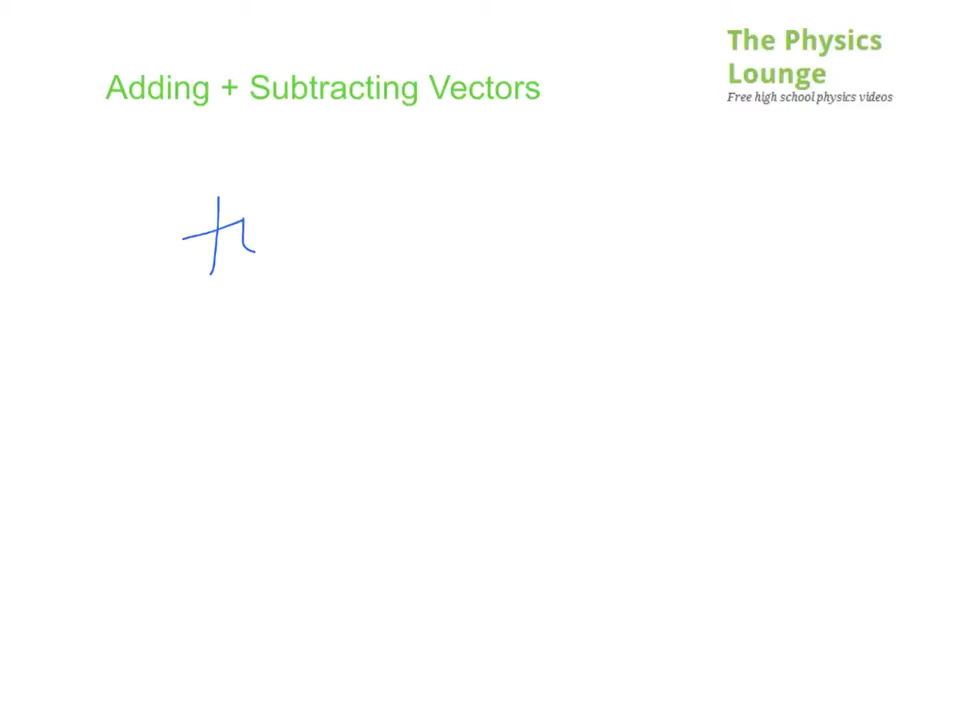 Adding + Subtracting Vectors
The Physics
Lounge
Free high school physics videos